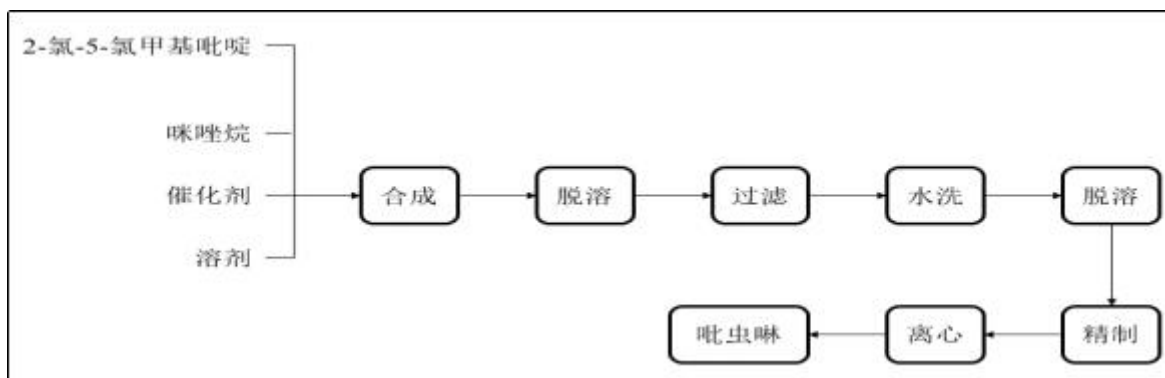 2-氯-5-氯甲基吡啶
咪唑烷
催化剂
溶剂
合成
脱溶
过滤
水洗
脱溶
精制
离心
吡虫啉